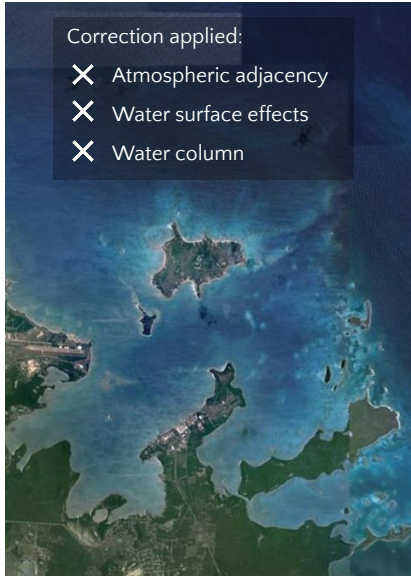 Correction applied:
Atmospheric adjacency
Water surface effects
Water column